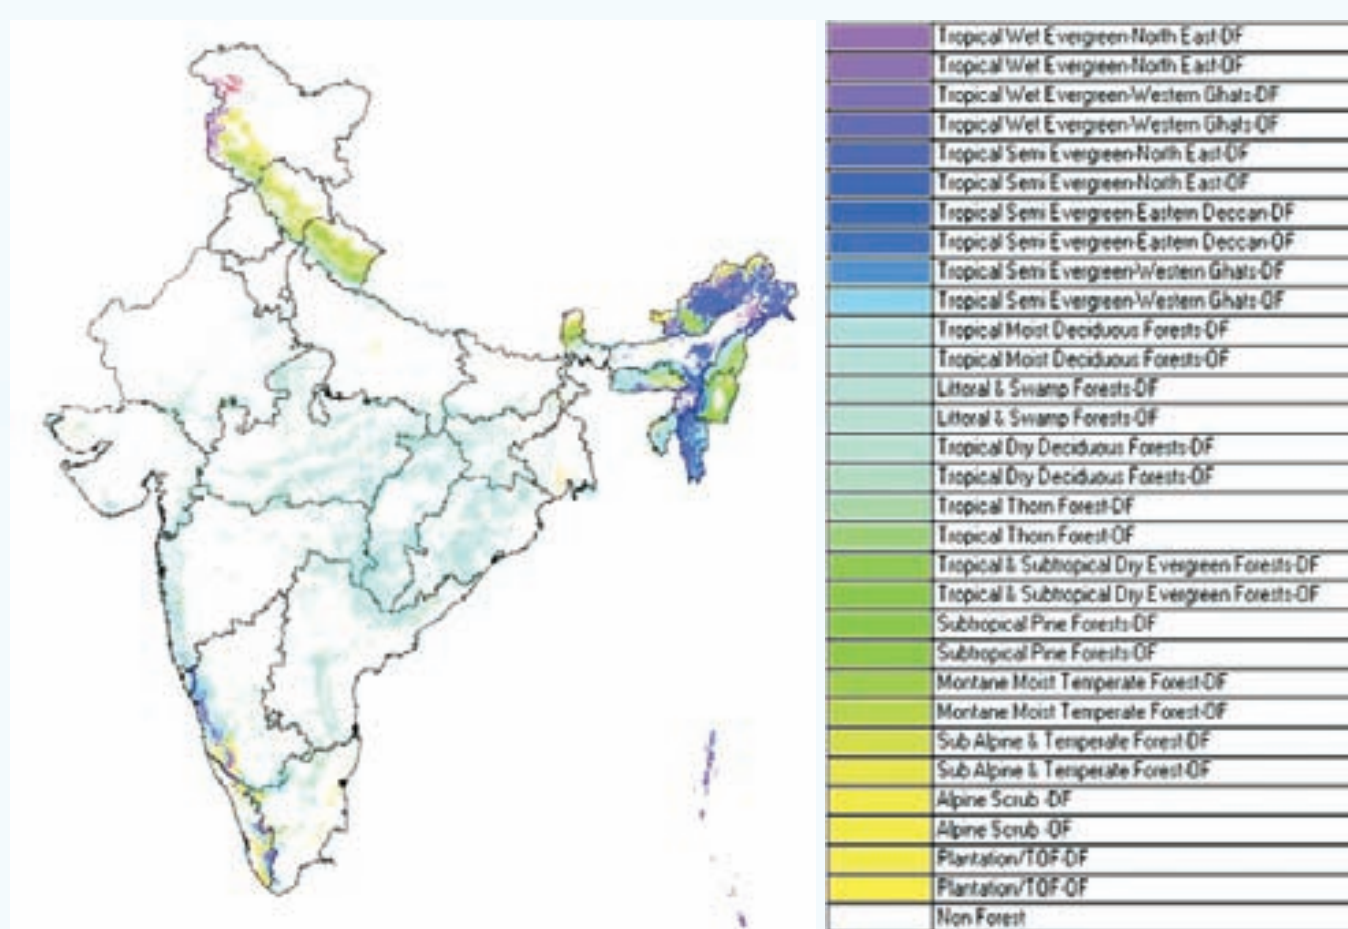 Tropical Wet Evergreen-North East-DF
Tropical Wet Evergreen-North East-OF
Tropical Wet Evergreen-Western Ghats-DF
Tropical Wet Evergreen-Western Ghats-OF
Tropical Semi Evergreen-North East-DF
Tropical Semi Evergreen-North East-OF
Tropical Semi Evergreen-Eastern Deccan-DF
Tropical Semi Evergreen-Eastern Deccan-OF
Tropical Semi Evergreen-Western Ghats-DF
Tropical Semi Evergreen-Western Ghats-OF
Tropical Moist Deciduous Forests-DF
Tropical Moist Deciduous Forests-OF
Littoral & Swamp Forests-DF
Littoral & Swamp Forests-OF
Tropical Dry Deciduous Forests-DF
Tropical Dry Deciduous Forests-OF
Tropical Thorn Forest-DF
Tropical Thorn Forest-OF
Tropical & Subtropical Dry Evergreen Forests-DF
Tropical & Subtropical Dry Evergreen Forests-OF
Subtropical Pine Forests-DF
Subtropical Pine Forests-OF
Montane Moist Temperate Forest-DF
Montane Moist Temperate Forest-OF
Sub Alpine & Temperate Forest-DF
Sub Alpine & Temperate Forest-OF
Alpine Scrub -DF
Alpine Scrub -OF
Plantation/TOF-DF
Plantation/TOF-OF
Non Forest